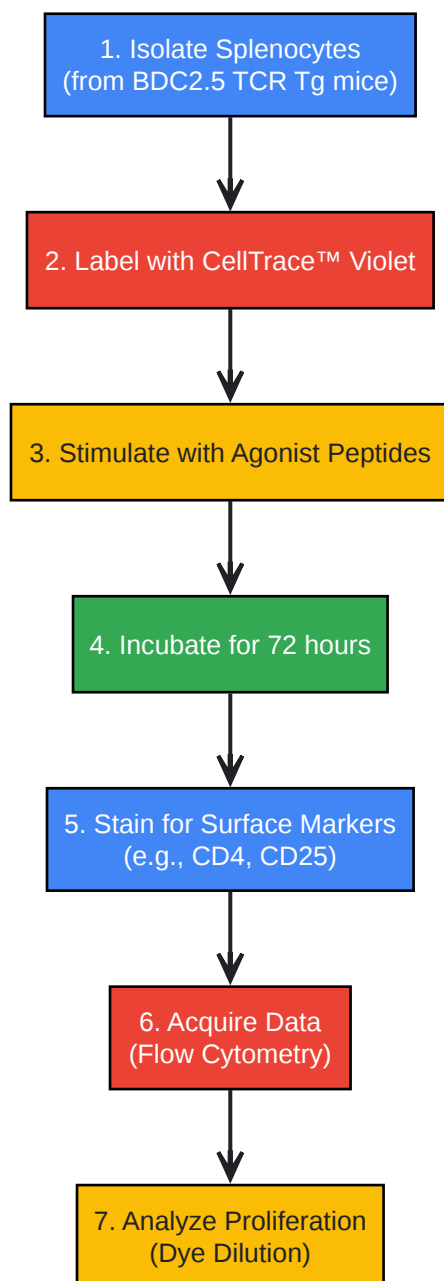 1. Isolate Splenocytes
(from BDC2.5 TCR Tg mice)
2. Label with CellTrace™ Violet
3. Stimulate with Agonist Peptides
4. Incubate for 72 hours
5. Stain for Surface Markers
(e.g., CD4, CD25)
6. Acquire Data
(Flow Cytometry)
7. Analyze Proliferation
(Dye Dilution)